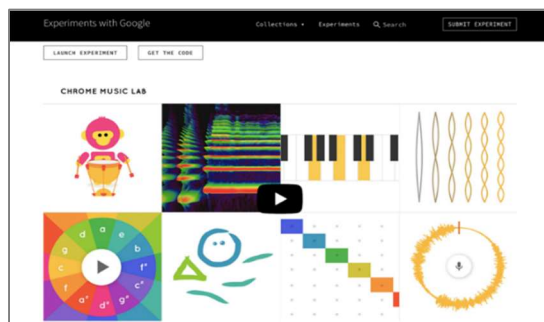 Experiments with Google
Collections
Experiments
Search
SUBMIT EXPERIMENT
LAUNCH EXPERIMENT
GET THE CODE
CHROME MUSIC LAB
d
a
e
g
b
c
f
a"
d"
g"
c"
f"